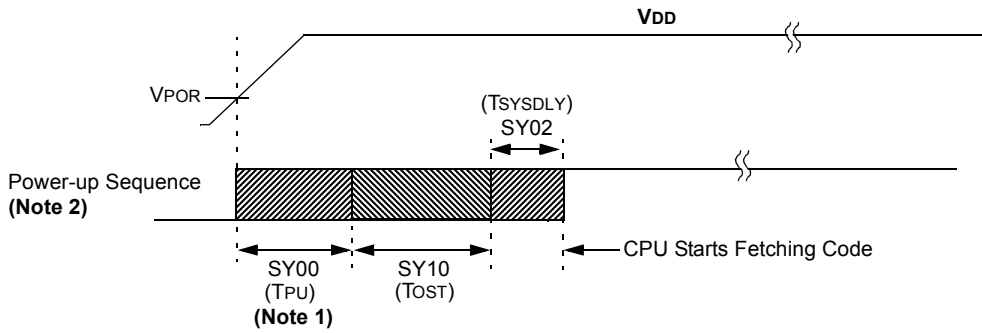 VDD
VPOR
(TSYSDLY)
SY02
Power-up Sequence
(Note 2)
CPU Starts Fetching Code
SY00
(TPU)
(Note 1)
SY10
(TOST)